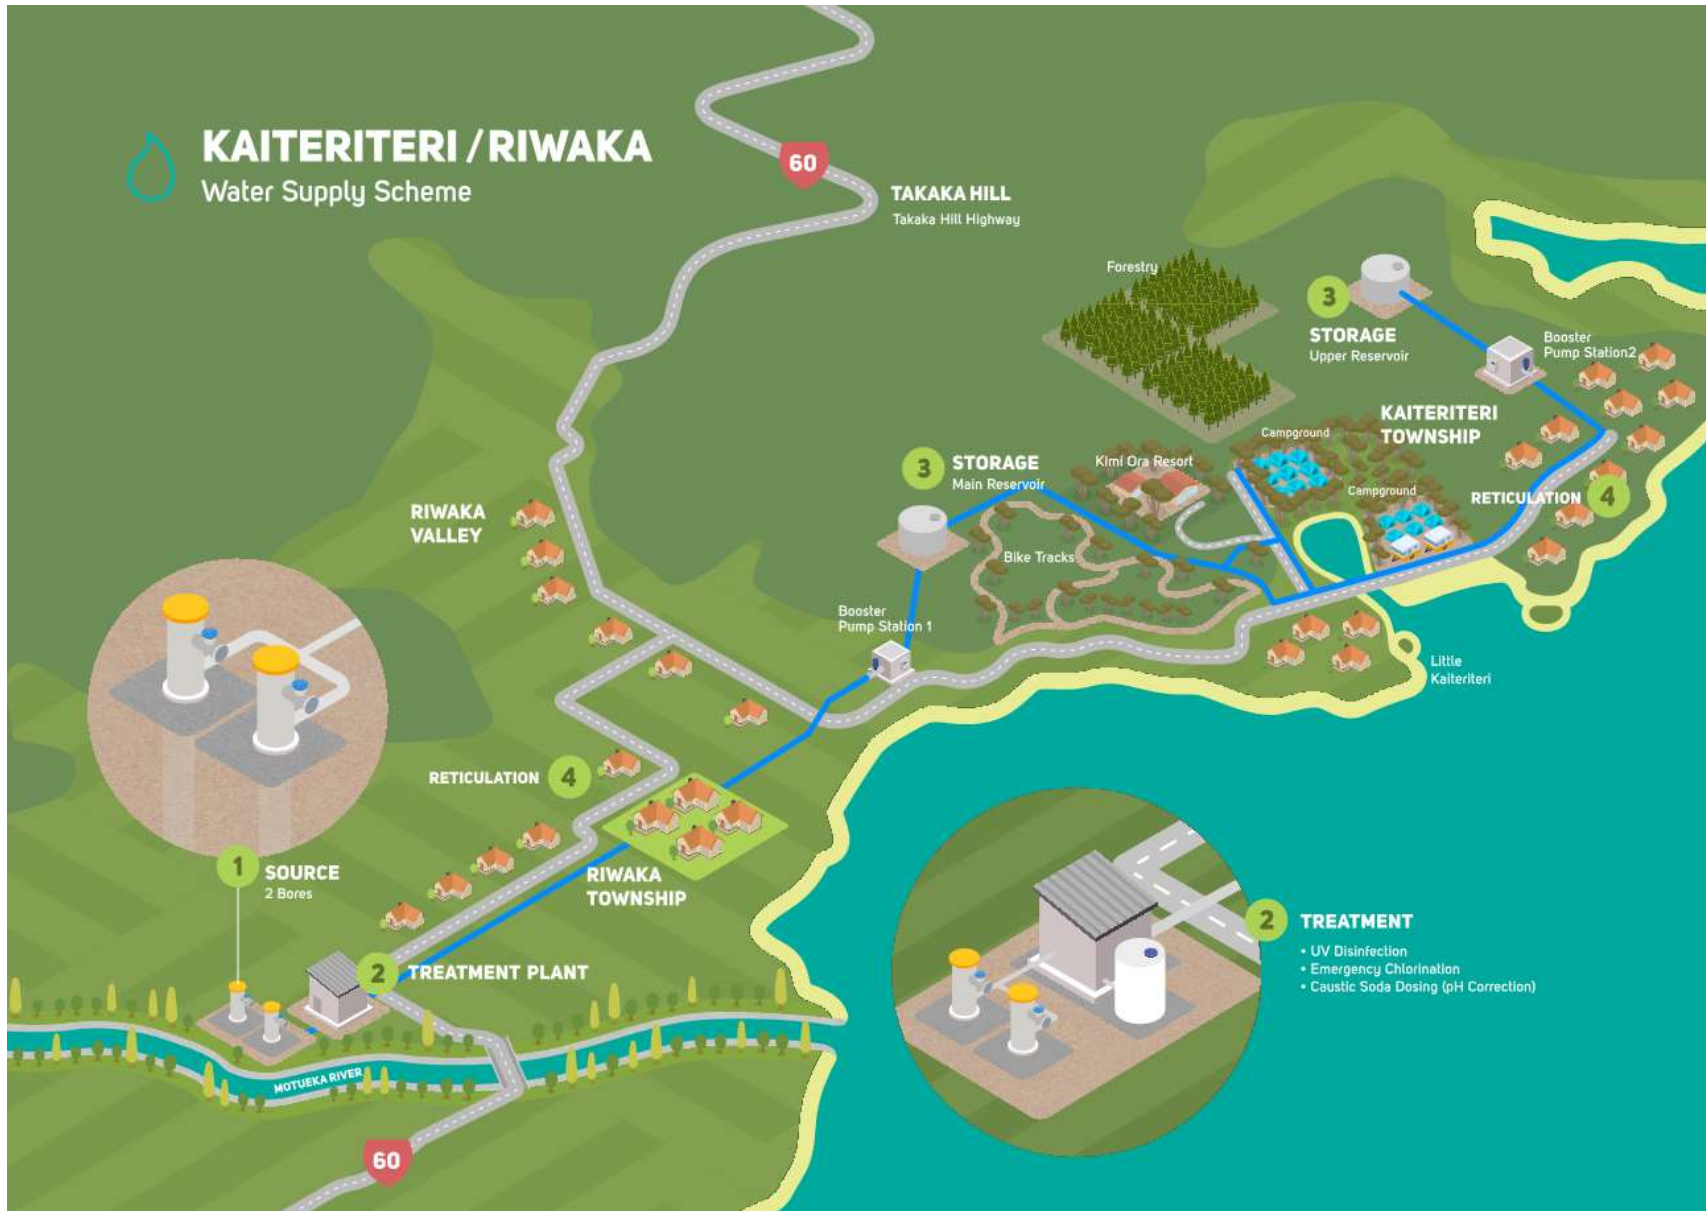 KAITERITERI / RIWAKA
Water Supply Scheme
60
TAKAKA HILL
Takaka Hill Highway
Forestry
3
STORAGE
Upper Reservoir
Booster
Pump Station2
KAITERITERI
TOWNSHIP
Campground
3
STORAGE
Main Reservoir
Kimi Ora Resort
Campground
RETICULATION
4
RIWAKA
VALLEY
Bike Tracks
Booster
Pump Station 1
Little
Kaiteriteri
RETICULATION
4
1
SOURCE
2 Bores
RIWAKA
TOWNSHIP
2
TREATMENT PLANT
2
TREATMENT
• UV Disinfection
• Emergency Chlorination
• Caustic Soda Dosing (pH Correction)
MOTUEKA RIVER
60